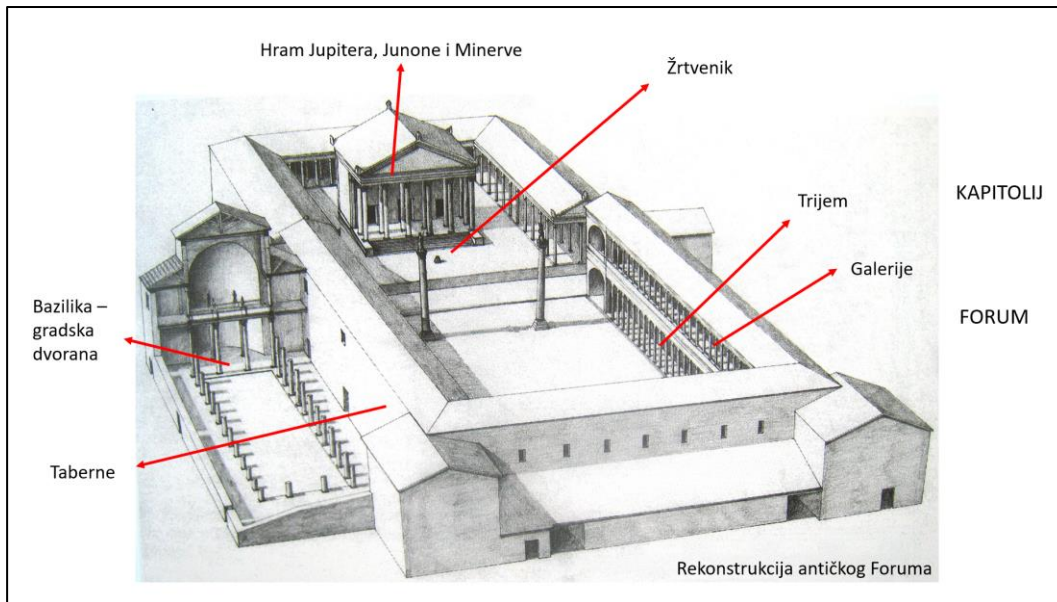 Hram Jupitera, Junone i Minerve
Žrtvenik
KAPITOLIJ
Trijem
Galerije
FORUM
Bazilika –
gradska
dvorana
Taberne
Rekonstrukcija antičkog Foruma